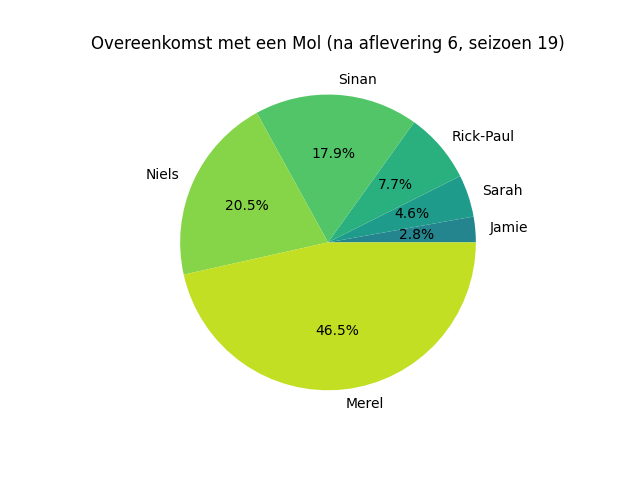 Overeenkomst met een Mol (na aflevering 6, seizoen 19)
Sinan
Rick-Paul
17.9%
Niels
7.7%
Sarah
20.5%
4.6%
Jamie
2.8%
46.5%
Merel